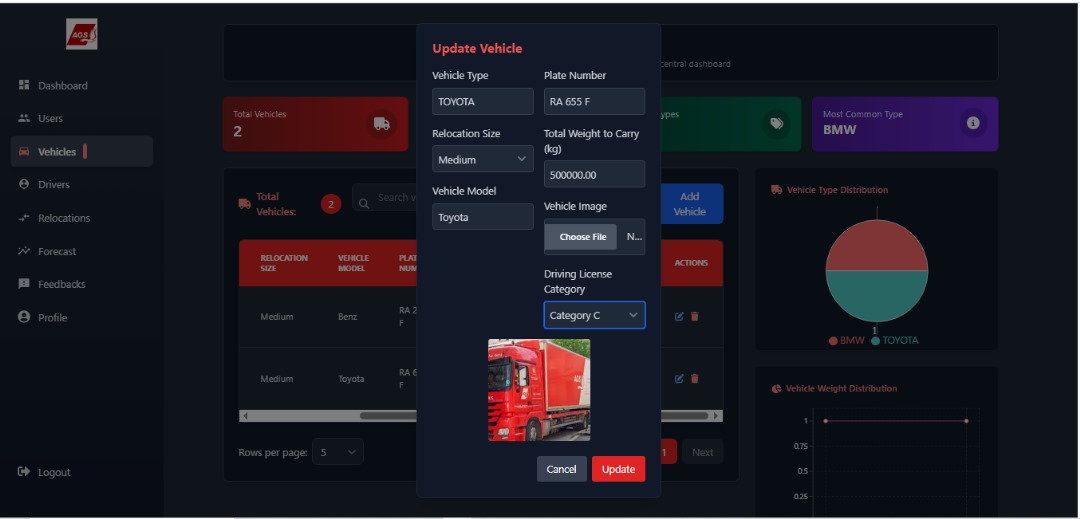 AGS
Dashboard
Users
Vehicles
Drivers
Relocations
Forecast
Feedbacks
Profile
Logout
central dashboard
Total Vehicles
2
ypes
Most Common Type
BMW
Total
Vehicles:
2
Search v
Add
Vehicle
RELOCATION
SIZE
VEHICLE
MODEL
PLAT
NUM
ACTIONS
Medium
Benz
RA 2
F
Medium
Toyota
RA 6
F
Rows per page:
5
1
Next
Update Vehicle
Vehicle Type
Plate Number
TOYOTA
RA 655 F
Relocation Size
Total Weight to Carry
(kg)
Medium
500000.00
Vehicle Model
Vehicle Image
Toyota
Choose File
N...
Driving License
Category
Category C
Cancel
Update
Vehicle Type Distribution
1
BMW
TOYOTA
Vehicle Weight Distribution
1
0.75
0.5
0.25